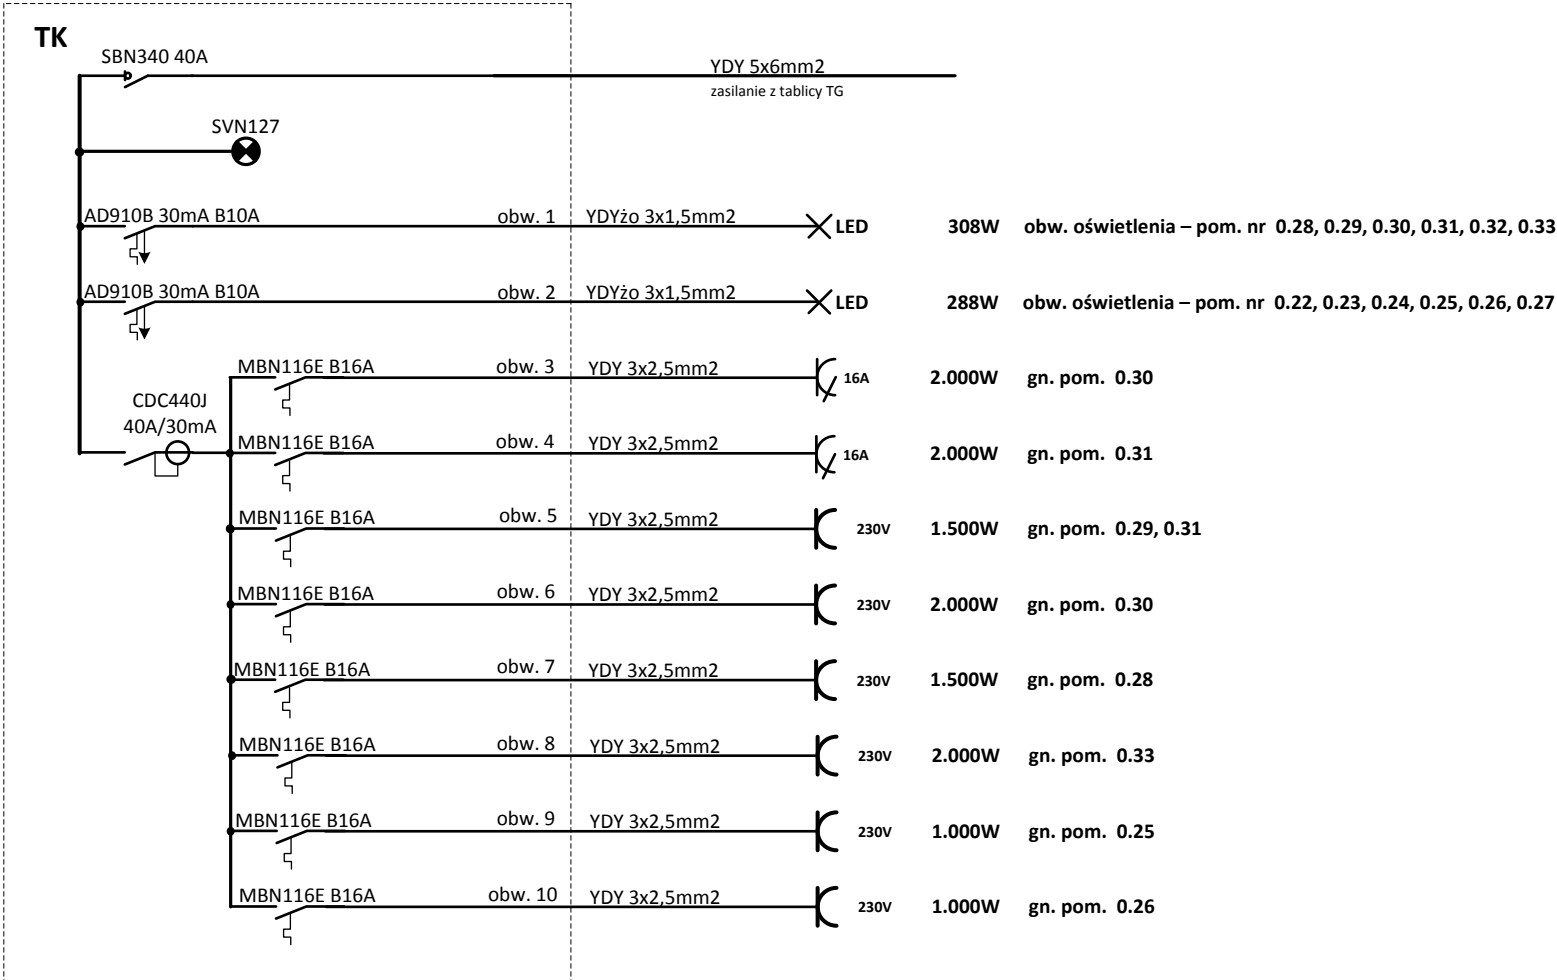 TK
SBN340 40A
YDY 5x6mm2
zasilanie z tablicy TG
SVN127
AD910B 30mA B10A obw. 1 YDYżo 3x1,5mm2 LED 308W obw. oświetlenia – pom. nr 0.28, 0.29, 0.30, 0.31, 0.32, 0.33
AD910B 30mA B10A obw. 2 YDYżo 3x1,5mm2 LED 288W obw. oświetlenia – pom. nr 0.22, 0.23, 0.24, 0.25, 0.26, 0.27
MBN116E B16A obw. 3 YDY 3x2,5mm2 16A 2.000W gn. pom. 0.30
CDC440J
40A/30mA
MBN116E B16A obw. 4 YDY 3x2,5mm2 16A 2.000W gn. pom. 0.31
MBN116E B16A obw. 5 YDY 3x2,5mm2 230V 1.500W gn. pom. 0.29, 0.31
MBN116E B16A obw. 6 YDY 3x2,5mm2 230V 2.000W gn. pom. 0.30
MBN116E B16A obw. 7 YDY 3x2,5mm2 230V 1.500W gn. pom. 0.28
MBN116E B16A obw. 8 YDY 3x2,5mm2 230V 2.000W gn. pom. 0.33
MBN116E B16A obw. 9 YDY 3x2,5mm2 230V 1.000W gn. pom. 0.25
MBN116E B16A obw. 10 YDY 3x2,5mm2 230V 1.000W gn. pom. 0.26